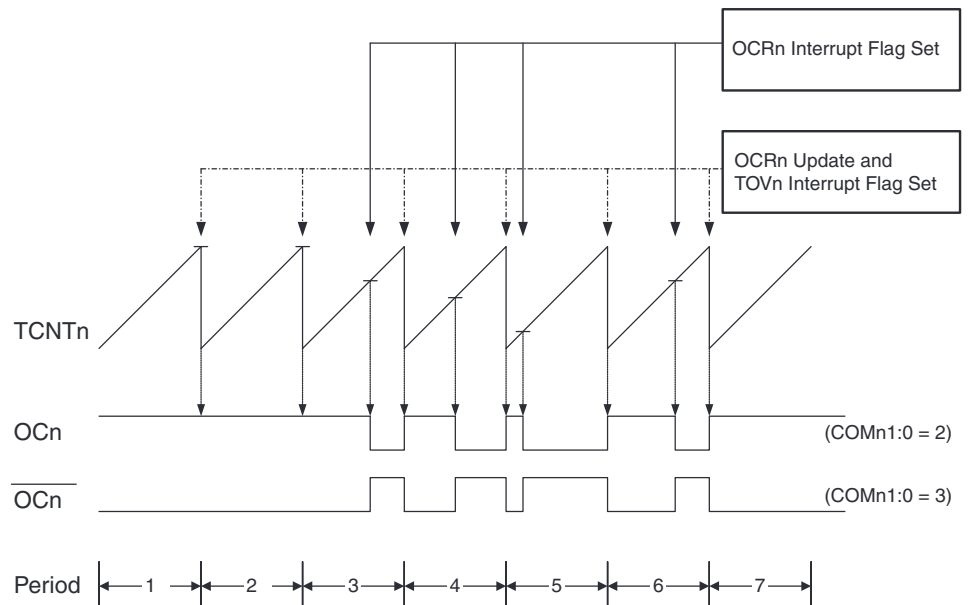 OCRn Interrupt Flag Set
OCRn Update and
TOVn Interrupt Flag Set
TCNTn
OCn
(COMn1:0 = 2)
OCn
(COMn1:0 = 3)
Period
1
2
3
4
5
6
7